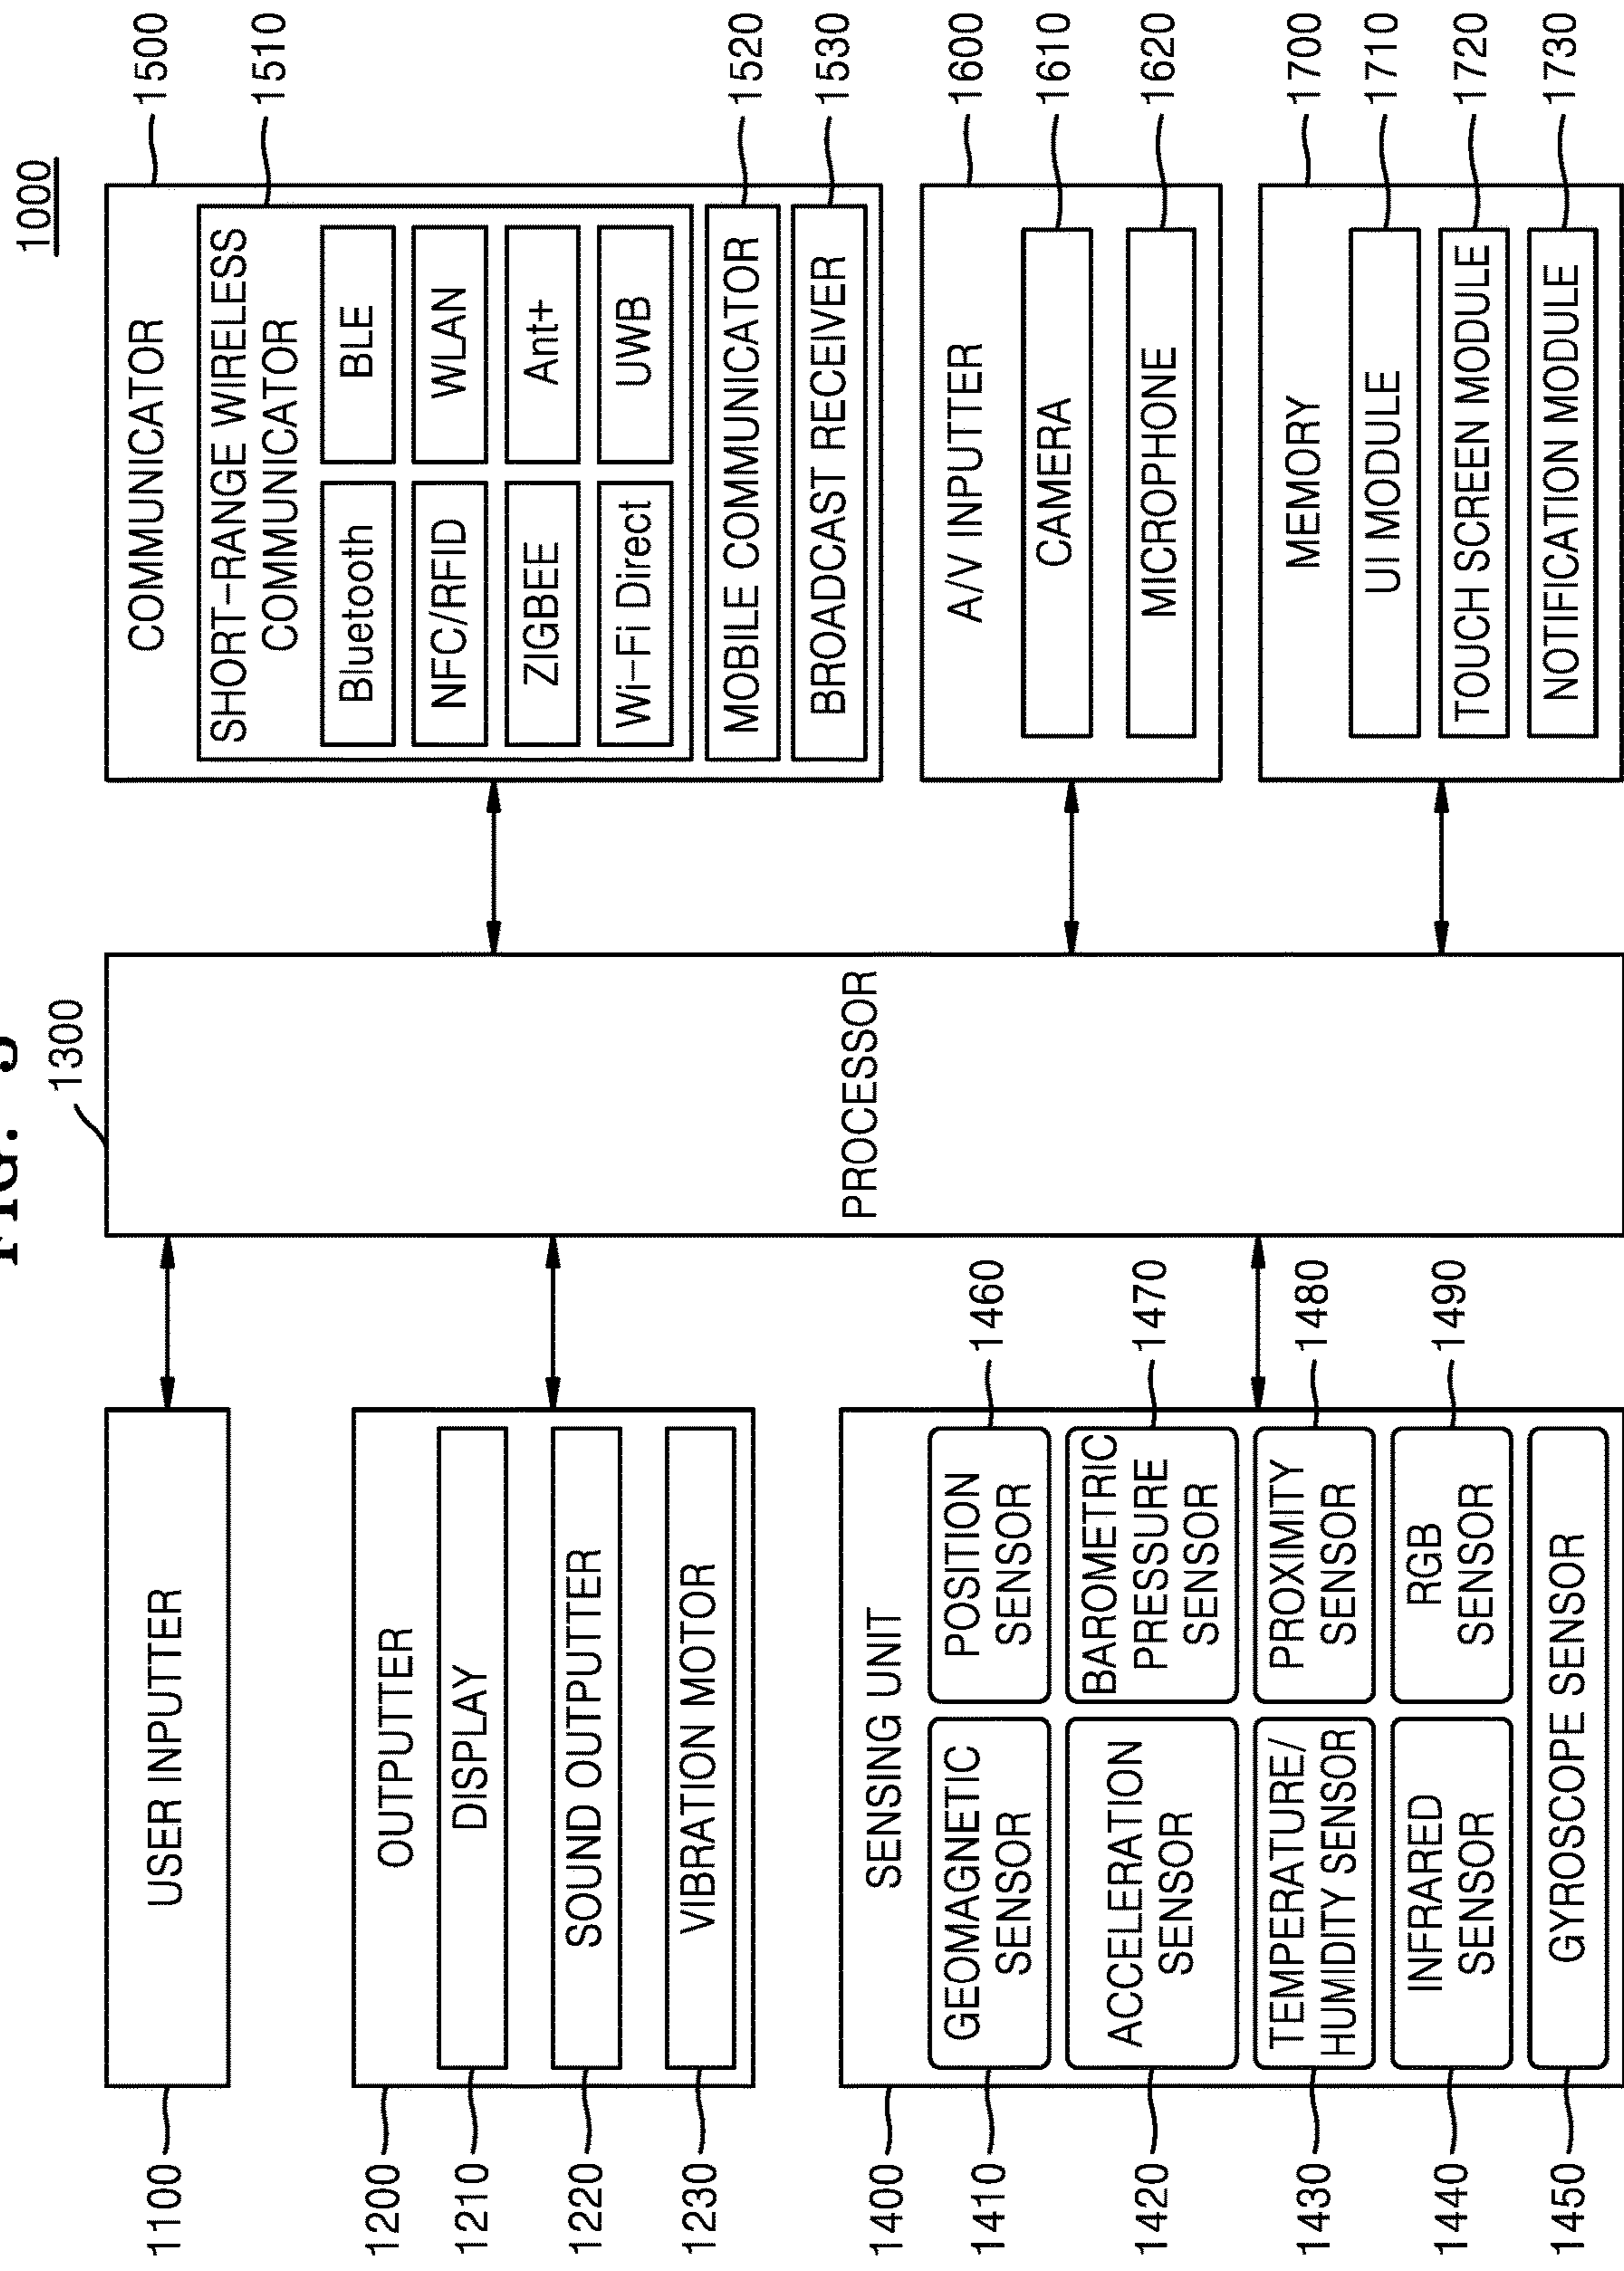 1000
1300
1100
USER INPUTTER
1200
OUTPUTTER
1210
DISPLAY
1220
SOUND OUTPUTTER
1230
VIBRATION MOTOR
1400
SENSING UNIT
1410
GEOMAGNETIC
SENSOR
POSITION
SENSOR
1460
1420
ACCELERATION
SENSOR
BAROMETRIC
PRESSURE
SENSOR
1470
1430
TEMPERATURE/
HUMIDITY SENSOR
PROXIMITY
SENSOR
1480
1440
INFRARED
SENSOR
RGB
SENSOR
1490
1450
GYROSCOPE SENSOR
PROCESSOR
COMMUNICATOR
1500
SHORT-RANGE WIRELESS
COMMUNICATOR
1510
Bluetooth
BLE
NFC/RFID
WLAN
ZIGBEE
Ant+
Wi-Fi Direct
UWB
MOBILE COMMUNICATOR
1520
BROADCAST RECEIVER
1530
A/V INPUTTER
1600
CAMERA
1610
MICROPHONE
1620
MEMORY
1700
UI MODULE
1710
TOUCH SCREEN MODULE
1720
NOTIFICATION MODULE
1730